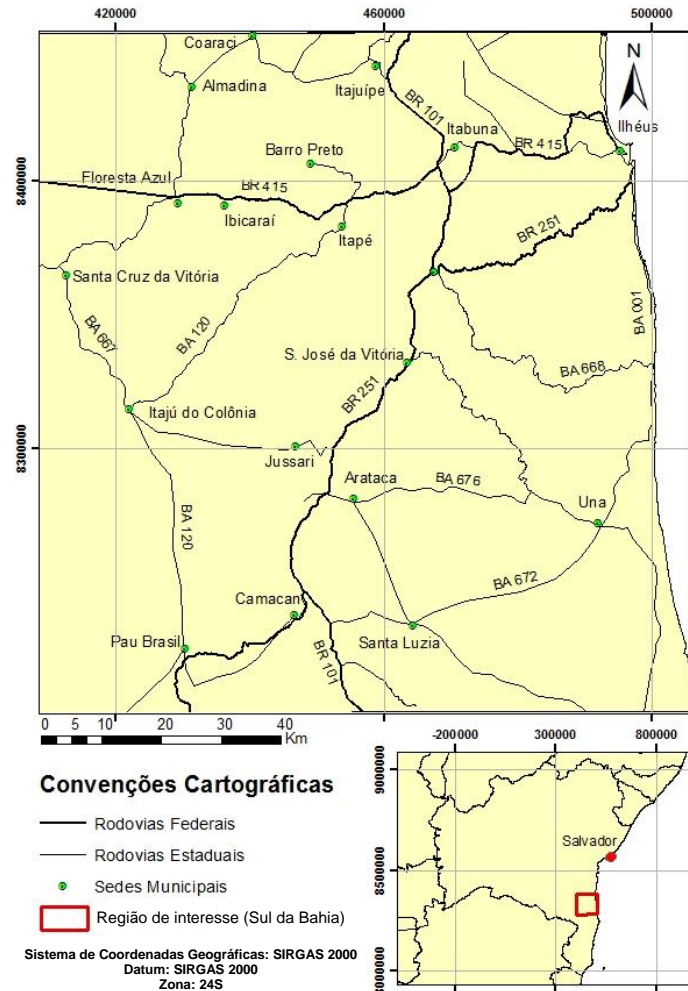 420000 460000 500000
Coaraci
Almadina
Itajuípe
N
BR 101
Ilhéus
Itabuna
BR 415
Barro Preto
Floresta Azul
8400000
BR 415
Ibicaraí
Itapé
BR 251
Santa Cruz da Vitória
BA 001
BA 667
BA 120
S. José da Vitória
BA 668
BR 251
Itajú do Colônia
8300000
Jussari
Arataca
BA 676
Una
BA 120
BA 672
Camacan
Pau Brasil
Santa Luzia
BR 101
0 5 10 20 30 40
Km
Convenções Cartográficas
Rodovias Federais
Rodovias Estaduais
Sedes Municipais
Região de interesse (Sul da Bahia)
Sistema de Coordenadas Geográficas: SIRGAS 2000
Datum: SIRGAS 2000
Zona: 24S
-200000 300000 800000
9000000
Salvador
8500000
8000000